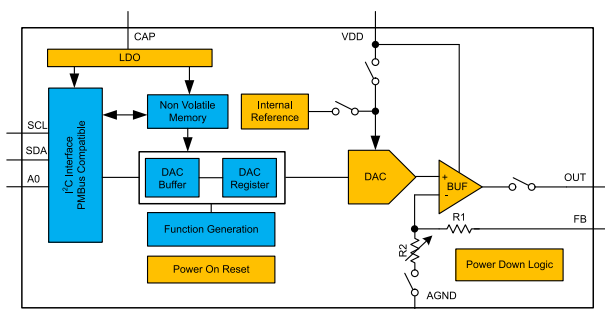 CAP
VDD
LDO
Non Volatile
Memory
Internal
Reference
SCL
SDA
A0
I²C Interface
PMBus Compatible
DAC
Buffer
DAC
Register
DAC
+
BUF
-
OUT
FB
Function Generation
R1
R2
Power On Reset
Power Down Logic
AGND